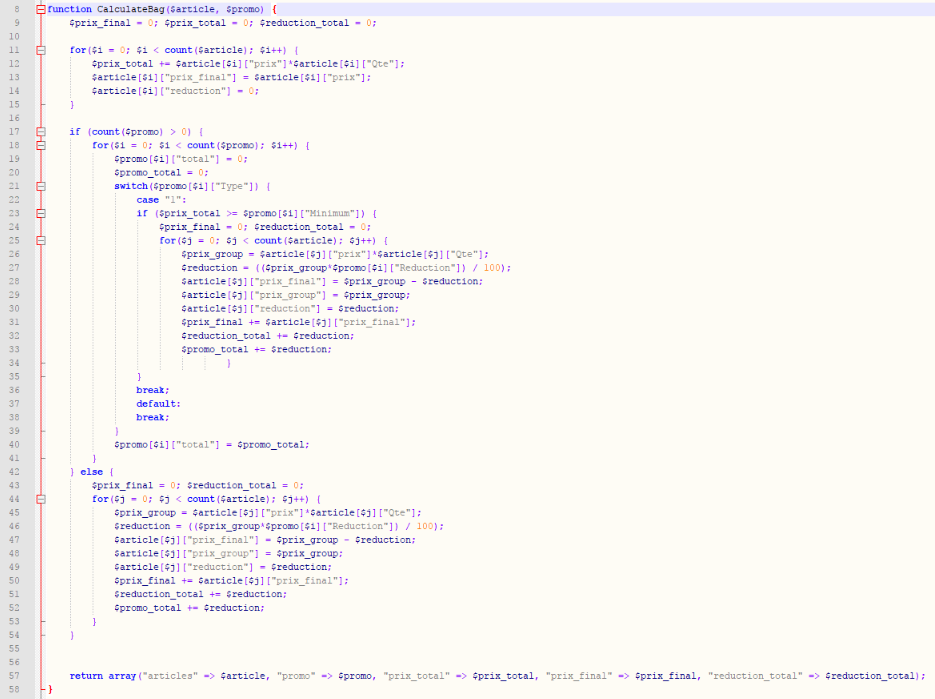 8 function CalculateBag($article, $promo) {
9 $prix_final = 0; $prix_total = 0; $reduction_total = 0;
10
11 for($i = 0; $i < count($article); $i++) {
12 $prix_total += $article[$i]["prix"]*$article[$i]["Qte"];
13 $article[$i]["prix_final"] = $article[$i]["prix"];
14 $article[$i]["reduction"] = 0;
15 }
16
17 if (count($promo) > 0) {
18 for($i = 0; $i < count($promo); $i++) {
19 $promo[$i]["total"] = 0;
20 $promo_total = 0;
21 switch($promo[$i]["Type"]) {
22 case "1":
23 if ($prix_total >= $promo[$i]["Minimum"]) {
24 $prix_final = 0; $reduction_total = 0;
25 for($j = 0; $j < count($article); $j++) {
26 $prix_group = $article[$j]["prix"]*$article[$j]["Qte"];
27 $reduction = (($prix_group*$promo[$i]["Reduction"]) / 100);
28 $article[$j]["prix_final"] = $prix_group - $reduction;
29 $article[$j]["prix_group"] = $prix_group;
30 $article[$j]["reduction"] = $reduction;
31 $prix_final += $article[$j]["prix_final"];
32 $reduction_total += $reduction;
33 $promo_total += $reduction;
34 }
35 }
36 break;
37 default:
38 break;
39 }
40 $promo[$i]["total"] = $promo_total;
41 }
42 } else {
43 $prix_final = 0; $reduction_total = 0;
44 for($j = 0; $j < count($article); $j++) {
45 $prix_group = $article[$j]["prix"]*$article[$j]["Qte"];
46 $reduction = (($prix_group*$promo[$i]["Reduction"]) / 100);
47 $article[$j]["prix_final"] = $prix_group - $reduction;
48 $article[$j]["prix_group"] = $prix_group;
49 $article[$j]["reduction"] = $reduction;
50 $prix_final += $article[$j]["prix_final"];
51 $reduction_total += $reduction;
52 $promo_total += $reduction;
53 }
54 }
55
56
57 return array("articles" => $article, "promo" => $promo, "prix_total" => $prix_total, "prix_final" => $prix_final, "reduction_total" => $reduction_total);
58 }